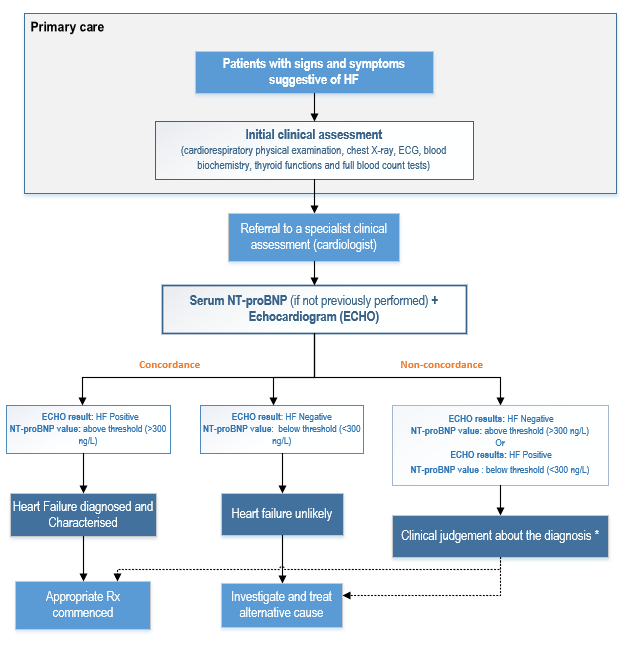 Primary care
Patients with signs and symptoms
suggestive of HF
Initial clinical assessment
(cardiorespiratory physical examination, chest X-ray, ECG, blood
biochemistry, thyroid functions and full blood count tests)
Referral to a specialist clinical
assessment (cardiologist)
Serum NT-proBNP (if not previously performed) +
Echocardiogram (ECHO)
Concordance
Non-concordance
ECHO result: HF Positive
NT-proBNP value: above threshold (>300
ng/L)
ECHO result: HF Negative
NT-proBNP value: below threshold (<300
ng/L)
ECHO results: HF Negative
NT-proBNP value: above threshold (>300 ng/L)
Or
ECHO results: HF Positive
NT-proBNP value : below threshold (<300 ng/L)
Heart Failure diagnosed and
Characterised
Heart failure unlikely
Clinical judgement about the diagnosis *
Appropriate Rx
commenced
Investigate and treat
alternative cause